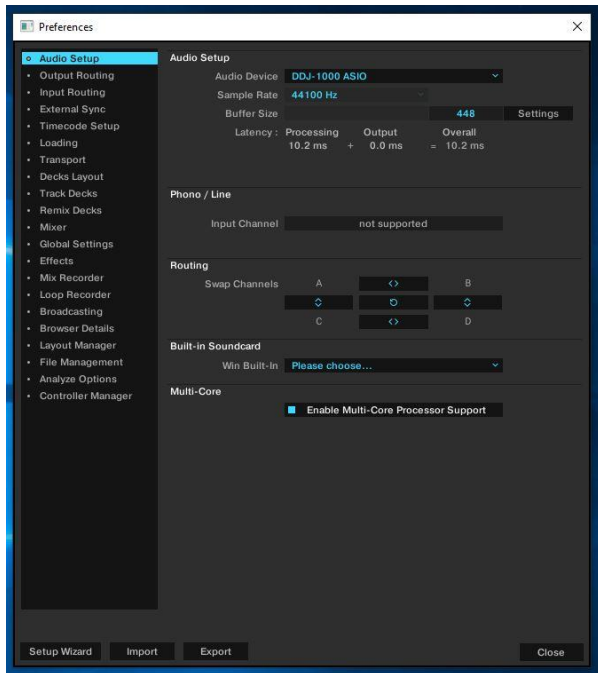 Preferences
Audio Setup
Output Routing
Input Routing
External Sync
Timecode Setup
Loading
Transport
Decks Layout
Track Decks
Remix Decks
Mixer
Global Settings
Effects
Mix Recorder
Loop Recorder
Broadcasting
Browser Details
Layout Manager
File Management
Analyze Options
Controller Manager
Audio Setup
Audio Device DDJ-1000 ASIO
Sample Rate 44100 Hz
Buffer Size 448 Settings
Latency : Processing Output Overall
10.2 ms + 0.0 ms = 10.2 ms
Phono / Line
Input Channel not supported
Routing
Swap Channels A B
C D
Built-in Soundcard
Win Built-In Please choose...
Multi-Core
Enable Multi-Core Processor Support
Setup Wizard Import Export Close